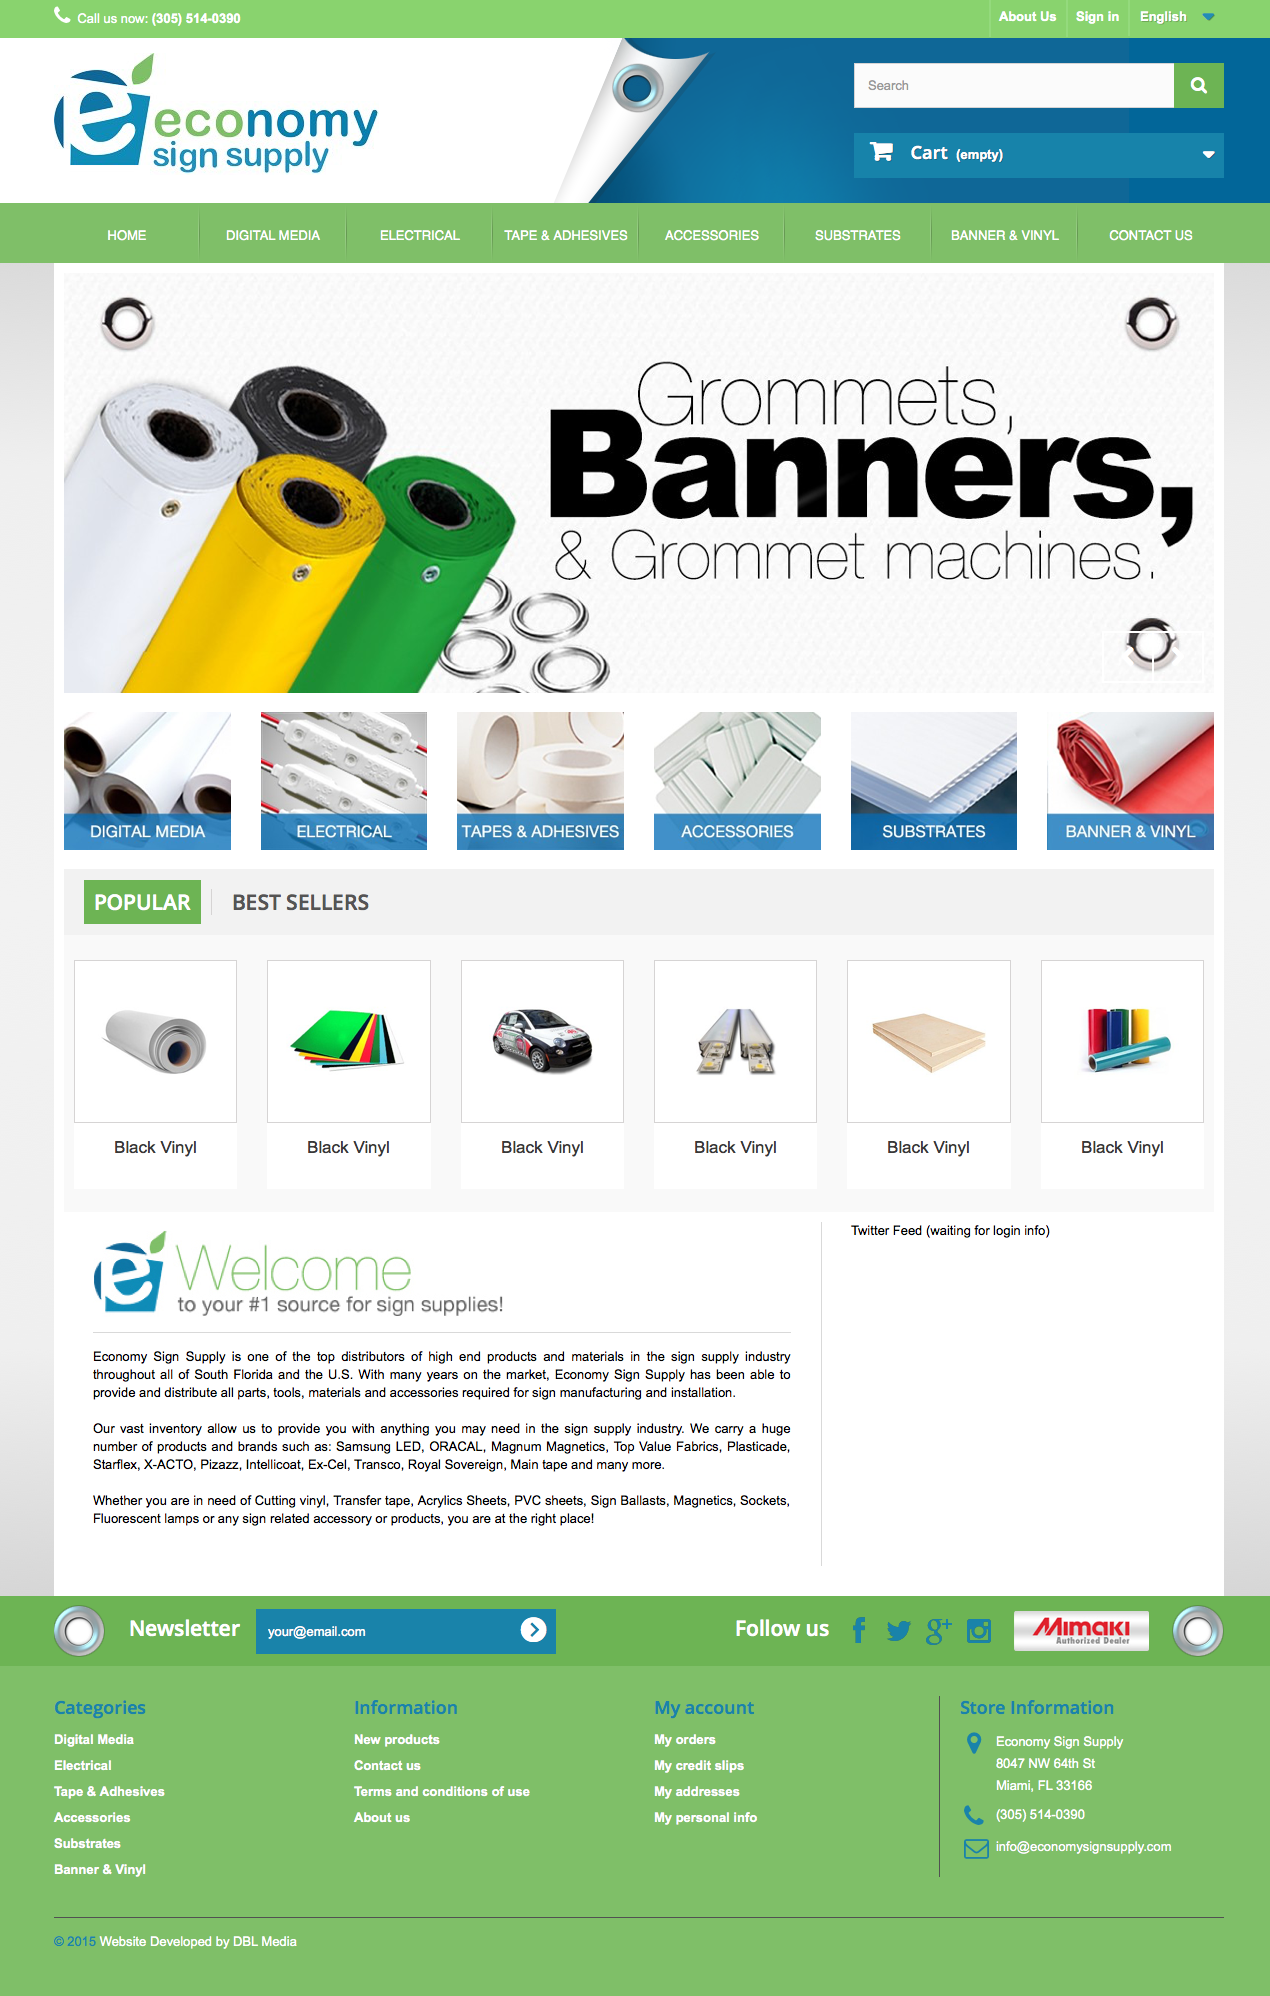 Call us now: (305) 514-0390
About Us
Sign in
English
economy
sign supply
Search
Cart (empty)
HOME
DIGITAL MEDIA
ELECTRICAL
TAPE & ADHESIVES
ACCESSORIES
SUBSTRATES
BANNER & VINYL
CONTACT US
Grommets,
Banners,
& Grommet machines.
DIGITAL MEDIA
ELECTRICAL
TAPES & ADHESIVES
ACCESSORIES
SUBSTRATES
BANNER & VINYL
POPULAR
BEST SELLERS
Black Vinyl
Black Vinyl
Black Vinyl
Black Vinyl
Black Vinyl
Black Vinyl
Welcome
to your #1 source for sign supplies!
Economy Sign Supply is one of the top distributors of high end products and materials in the sign supply industry
throughout all of South Florida and the U.S. With many years on the market, Economy Sign Supply has been able to
provide and distribute all parts, tools, materials and accessories required for sign manufacturing and installation.
Our vast inventory allow us to provide you with anything you may need in the sign supply industry. We carry a huge
number of products and brands such as: Samsung LED, ORACAL, Magnum Magnetics, Top Value Fabrics, Plasticade,
Starflex, X-ACTO, Pizazz, Intellicoat, Ex-Cel, Transco, Royal Sovereign, Main tape and many more.
Whether you are in need of Cutting vinyl, Transfer tape, Acrylics Sheets, PVC sheets, Sign Ballasts, Magnetics, Sockets,
Fluorescent lamps or any sign related accessory or products, you are at the right place!
Twitter Feed (waiting for login info)
Newsletter
your@email.com
Follow us
Mimaki
Authorized Dealer
Categories
Digital Media
Electrical
Tape & Adhesives
Accessories
Substrates
Banner & Vinyl
Information
New products
Contact us
Terms and conditions of use
About us
My account
My orders
My credit slips
My addresses
My personal info
Store Information
Economy Sign Supply
8047 NW 64th St
Miami, FL 33166
(305) 514-0390
info@economysignsupply.com
© 2015 Website Developed by DBL Media